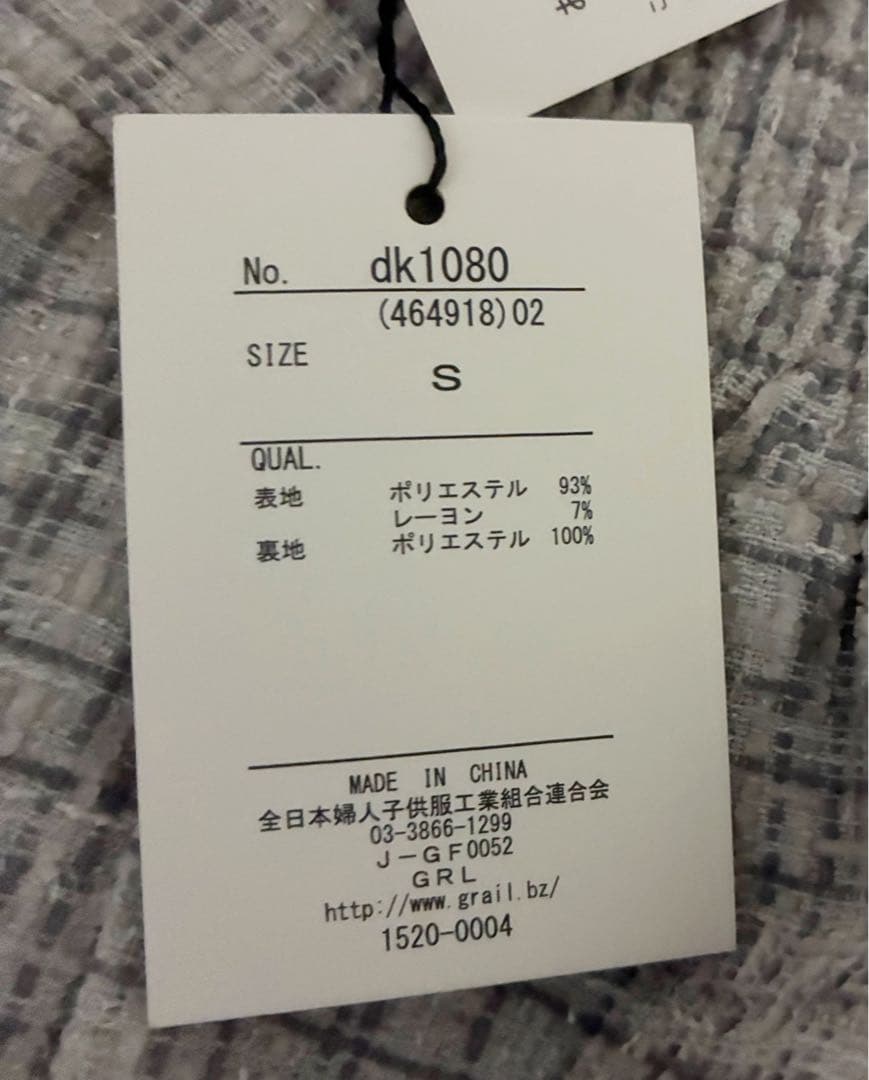 No. dk1080
(464918)02
SIZE
S
QUAL.
表地 ポリエステル 93%
レーヨン 7%
裏地 ポリエステル 100%
MADE IN CHINA
全日本婦人子供服工業組合連合会
03-3866-1299
J－GF0052
GRL
http://www.grail.bz/
1520-0004